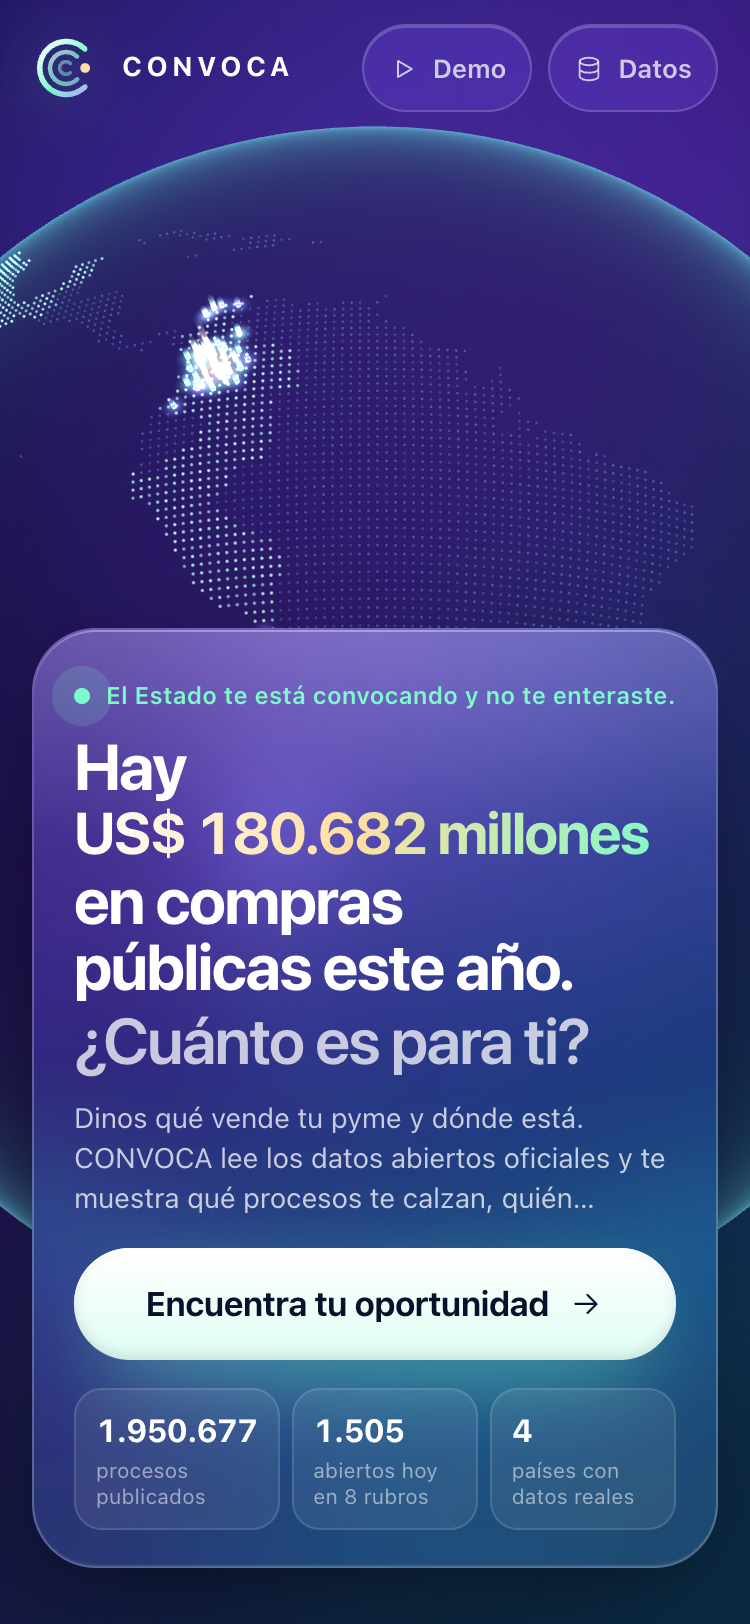 CONVOCA
Demo
Datos
El Estado te está convocando y no te enteraste.
Hay
US$ 180.682 millones
en compras
públicas este año.
¿Cuánto es para ti?
Dinos qué vende tu pyme y dónde está.
CONVOCA lee los datos abiertos oficiales y te
muestra qué procesos te calzan, quién...
Encuentra tu oportunidad →
1.950.677
procesos
publicados
1.505
abiertos hoy
en 8 rubros
4
países con
datos reales